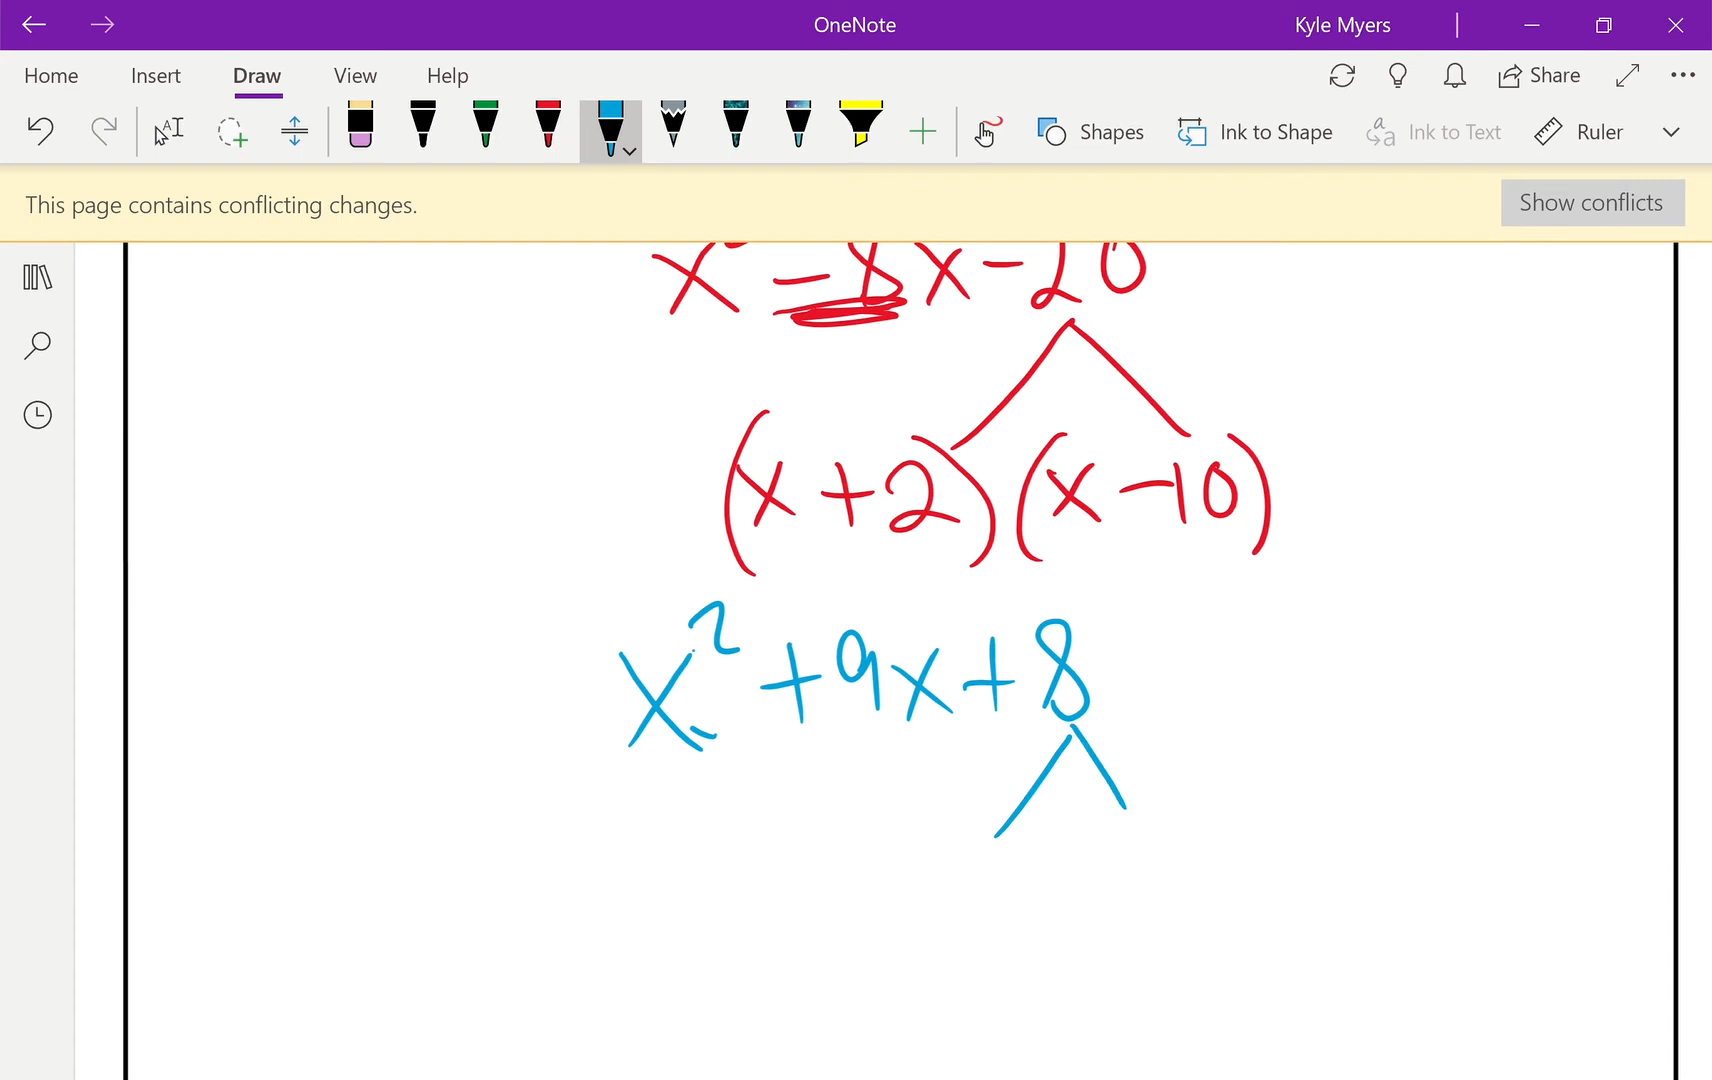 OneNote
Kyle Myers
Home Insert Draw View Help
Share
Shapes Ink to Shape Ink to Text Ruler
This page contains conflicting changes.
Show conflicts
x² - 8x - 20
(x + 2)(x - 10)
x² + 9x + 8